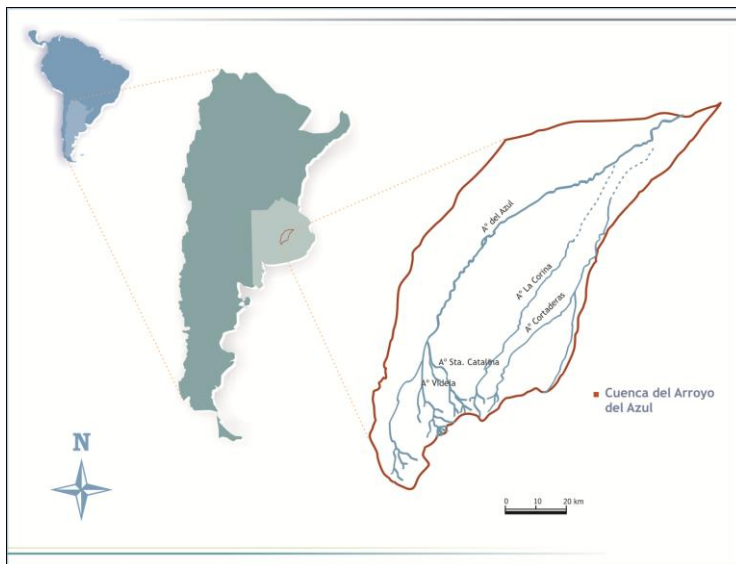 Aº del Azul
Aº La Corina
Aº Cortaderas
Aº Sta. Catalina
Aº Videla
Cuenca del Arroyo
del Azul
N
0 10 20 km